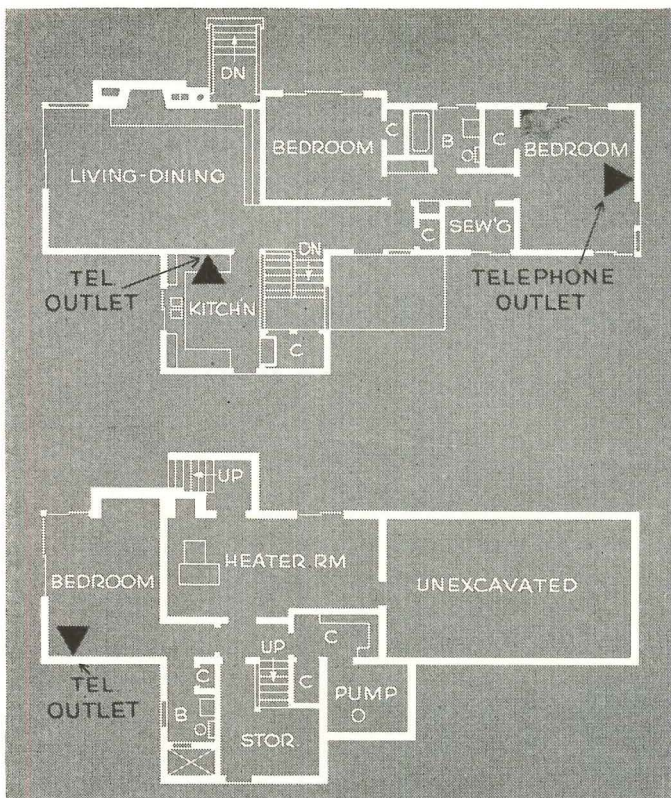 DN
BEDROOM
C
B
C
BEDROOM
LIVING-DINING
C
SEW'G
DN
TEL
OUTLET
TELEPHONE
OUTLET
KITCH'N
C
UP
BEDROOM
HEATER RM
UNEXCAVATED
UP
C
TEL
OUTLET
C
C
PUMP
B
STOR.